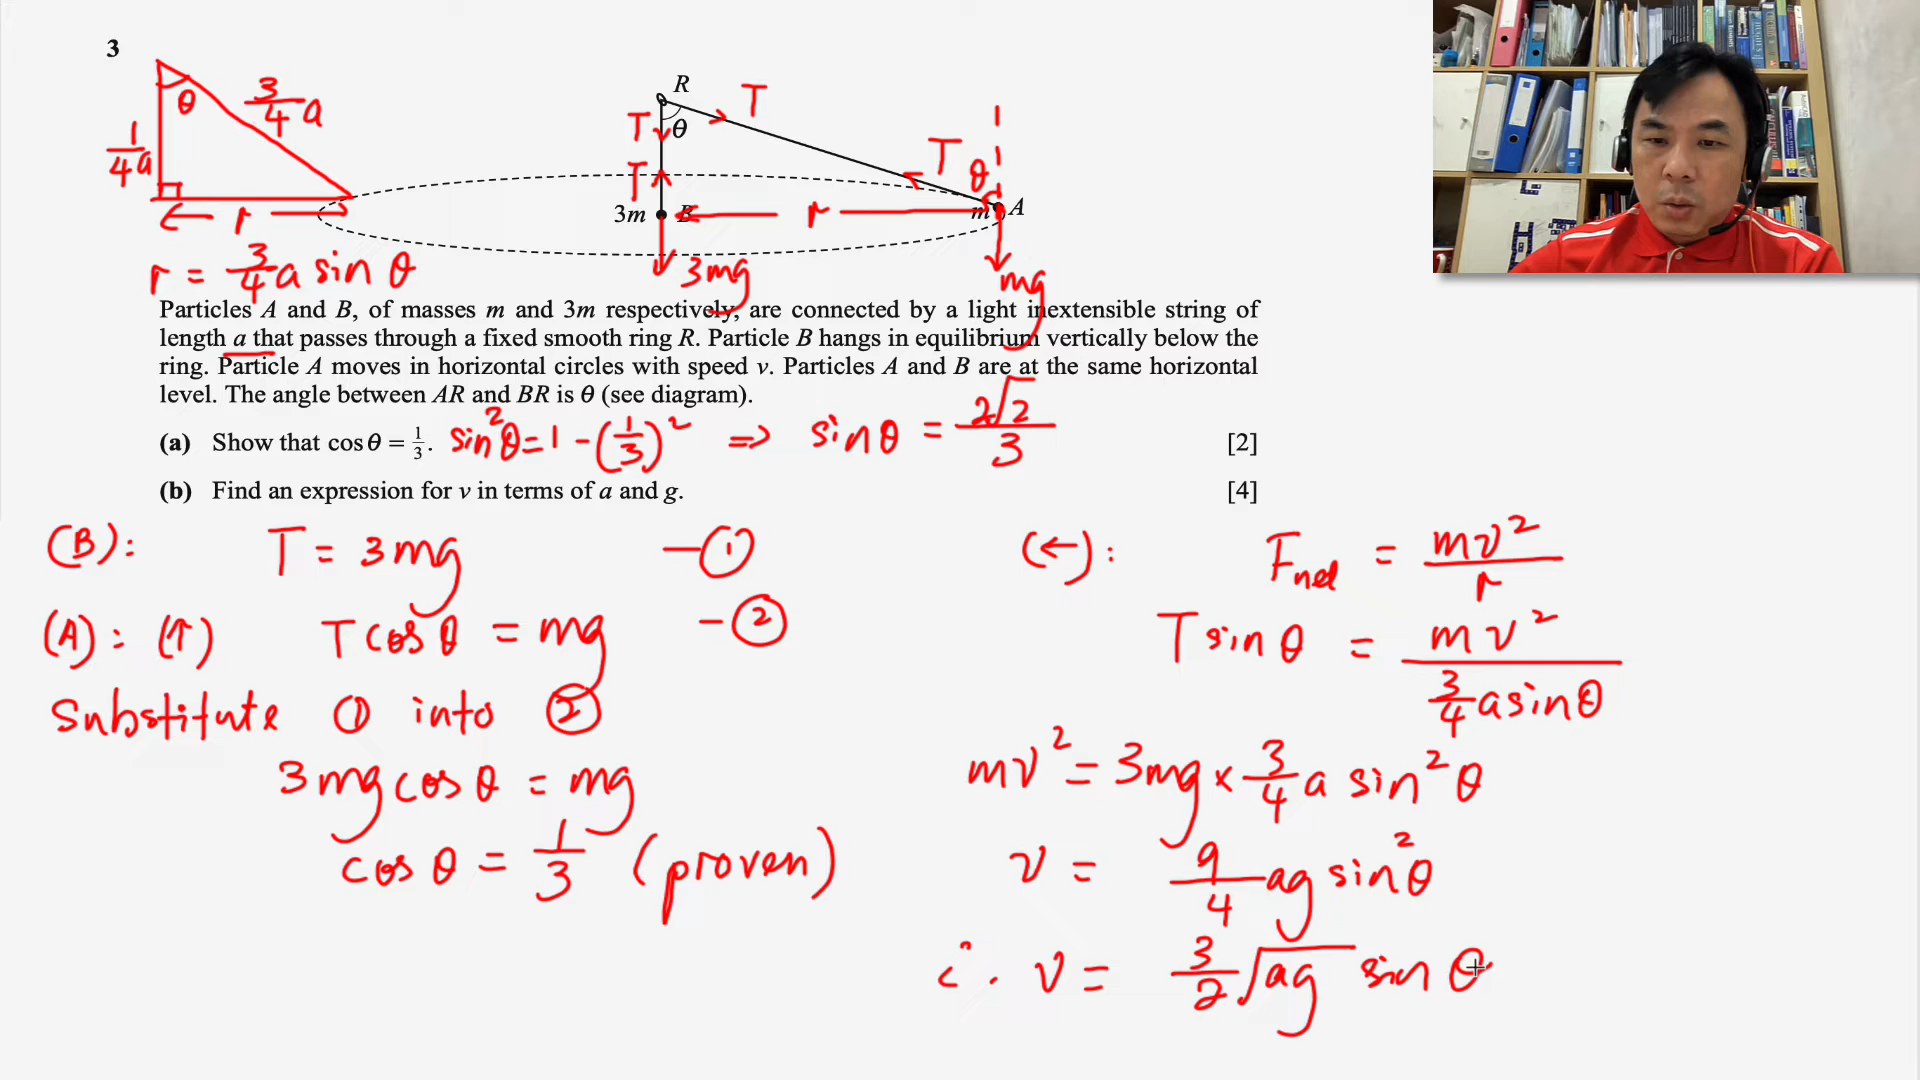 3
θ
3/4 a
1/4 a
r
r = 3/4 a sin θ
R
T
T
θ
T
T
θ
3m
B
r
m
A
3mg
mg
Particles A and B, of masses m and 3m respectively, are connected by a light inextensible string of
length a that passes through a fixed smooth ring R. Particle B hangs in equilibrium vertically below the
ring. Particle A moves in horizontal circles with speed v. Particles A and B are at the same horizontal
level. The angle between AR and BR is θ (see diagram).
(a) Show that cos θ = 1/3. sin²θ = 1 - (1/3)² ⇒ sin θ = 2√2/3 [2]
(b) Find an expression for v in terms of a and g. [4]
(B): T = 3mg —①
(A): (↑) T cos θ = mg —②
Substitute ① into ②
3mg cos θ = mg
cos θ = 1/3 (proven)
(←): Fnet = mv²/r
T sin θ = mv²/(3/4 a sin θ)
mv² = 3mg × 3/4 a sin²θ
v = 9/4 ag sin²θ
∴ v = 3/2 √ag sin θ